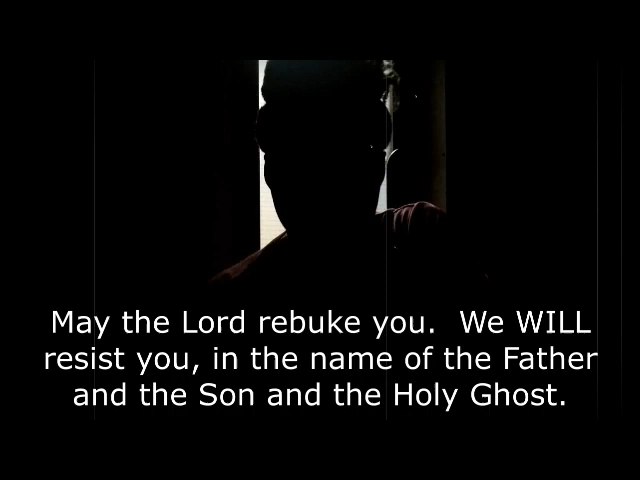 May the Lord rebuke you.  We WILL
resist you, in the name of the Father
and the Son and the Holy Ghost.